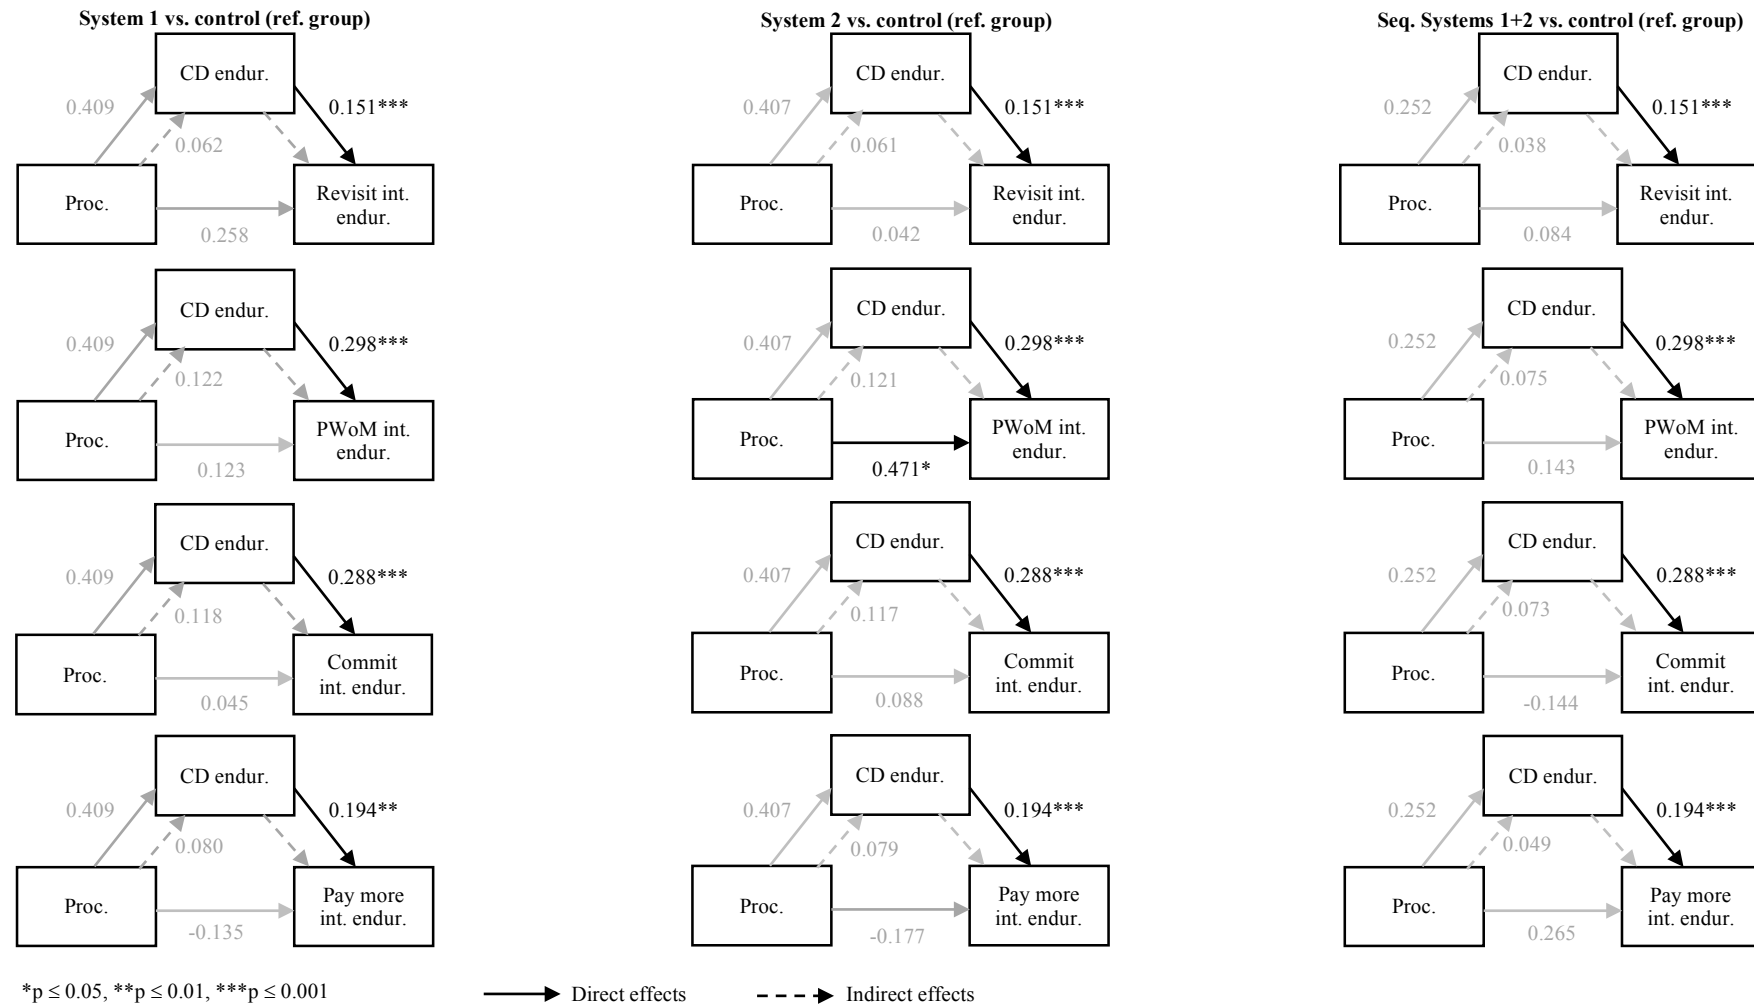 System 1 vs. control (ref. group)
System 2 vs. control (ref. group)
Seq. Systems 1+2 vs. control (ref. group)
CD endur.
0.409
0.151***
0.062
Proc.
Revisit int.
endur.
0.258
CD endur.
0.407
0.151***
0.061
Proc.
Revisit int.
endur.
0.042
CD endur.
0.252
0.151***
0.038
Proc.
Revisit int.
endur.
0.084
CD endur.
0.409
0.298***
0.122
Proc.
PWoM int.
endur.
0.123
CD endur.
0.407
0.298***
0.121
Proc.
PWoM int.
endur.
0.471*
CD endur.
0.252
0.298***
0.075
Proc.
PWoM int.
endur.
0.143
CD endur.
0.409
0.288***
0.118
Proc.
Commit
int. endur.
0.045
CD endur.
0.407
0.288***
0.117
Proc.
Commit
int. endur.
0.088
CD endur.
0.252
0.288***
0.073
Proc.
Commit
int. endur.
-0.144
CD endur.
0.409
0.194**
0.080
Proc.
Pay more
int. endur.
-0.135
CD endur.
0.407
0.194***
0.079
Proc.
Pay more
int. endur.
-0.177
CD endur.
0.252
0.194***
0.049
Proc.
Pay more
int. endur.
0.265
*p ≤ 0.05, **p ≤ 0.01, ***p ≤ 0.001
Direct effects
Indirect effects